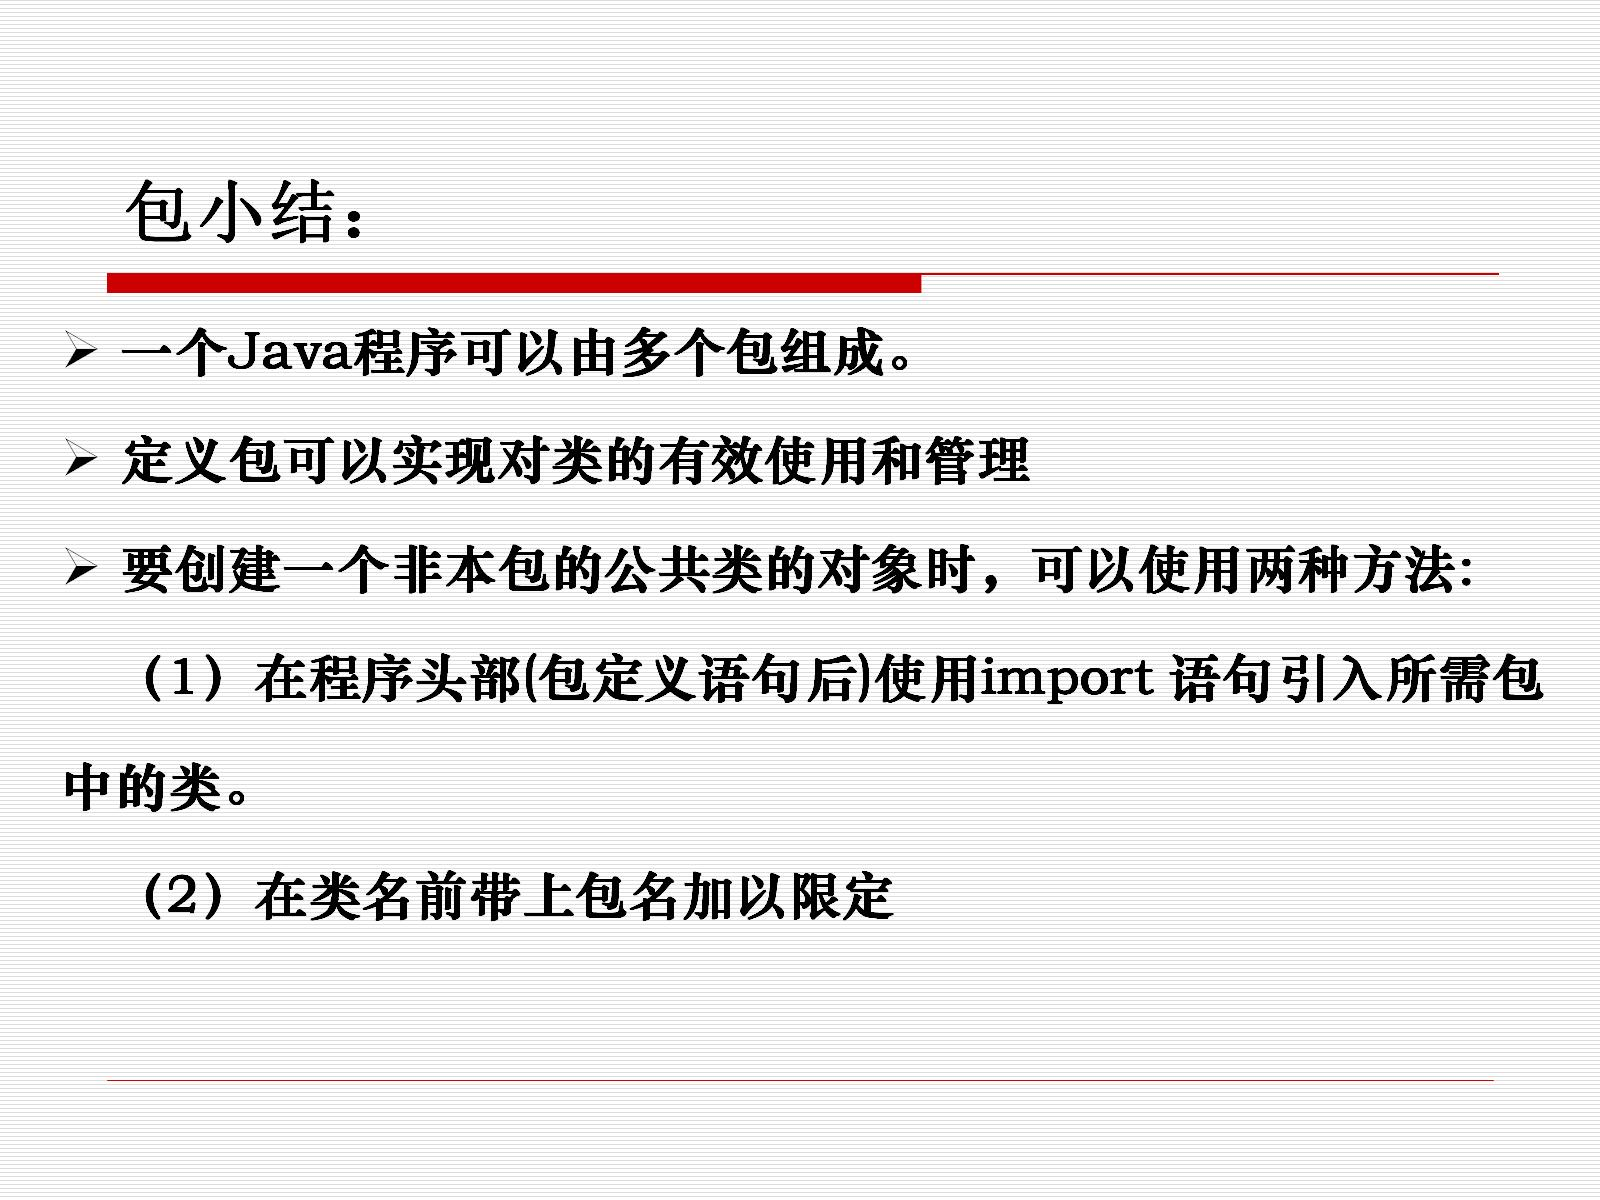 包小结：
➢ 一个Java程序可以由多个包组成。
➢ 定义包可以实现对类的有效使用和管理
➢ 要创建一个非本包的公共类的对象时，可以使用两种方法:
（1）在程序头部(包定义语句后)使用import 语句引入所需包
中的类。
（2）在类名前带上包名加以限定